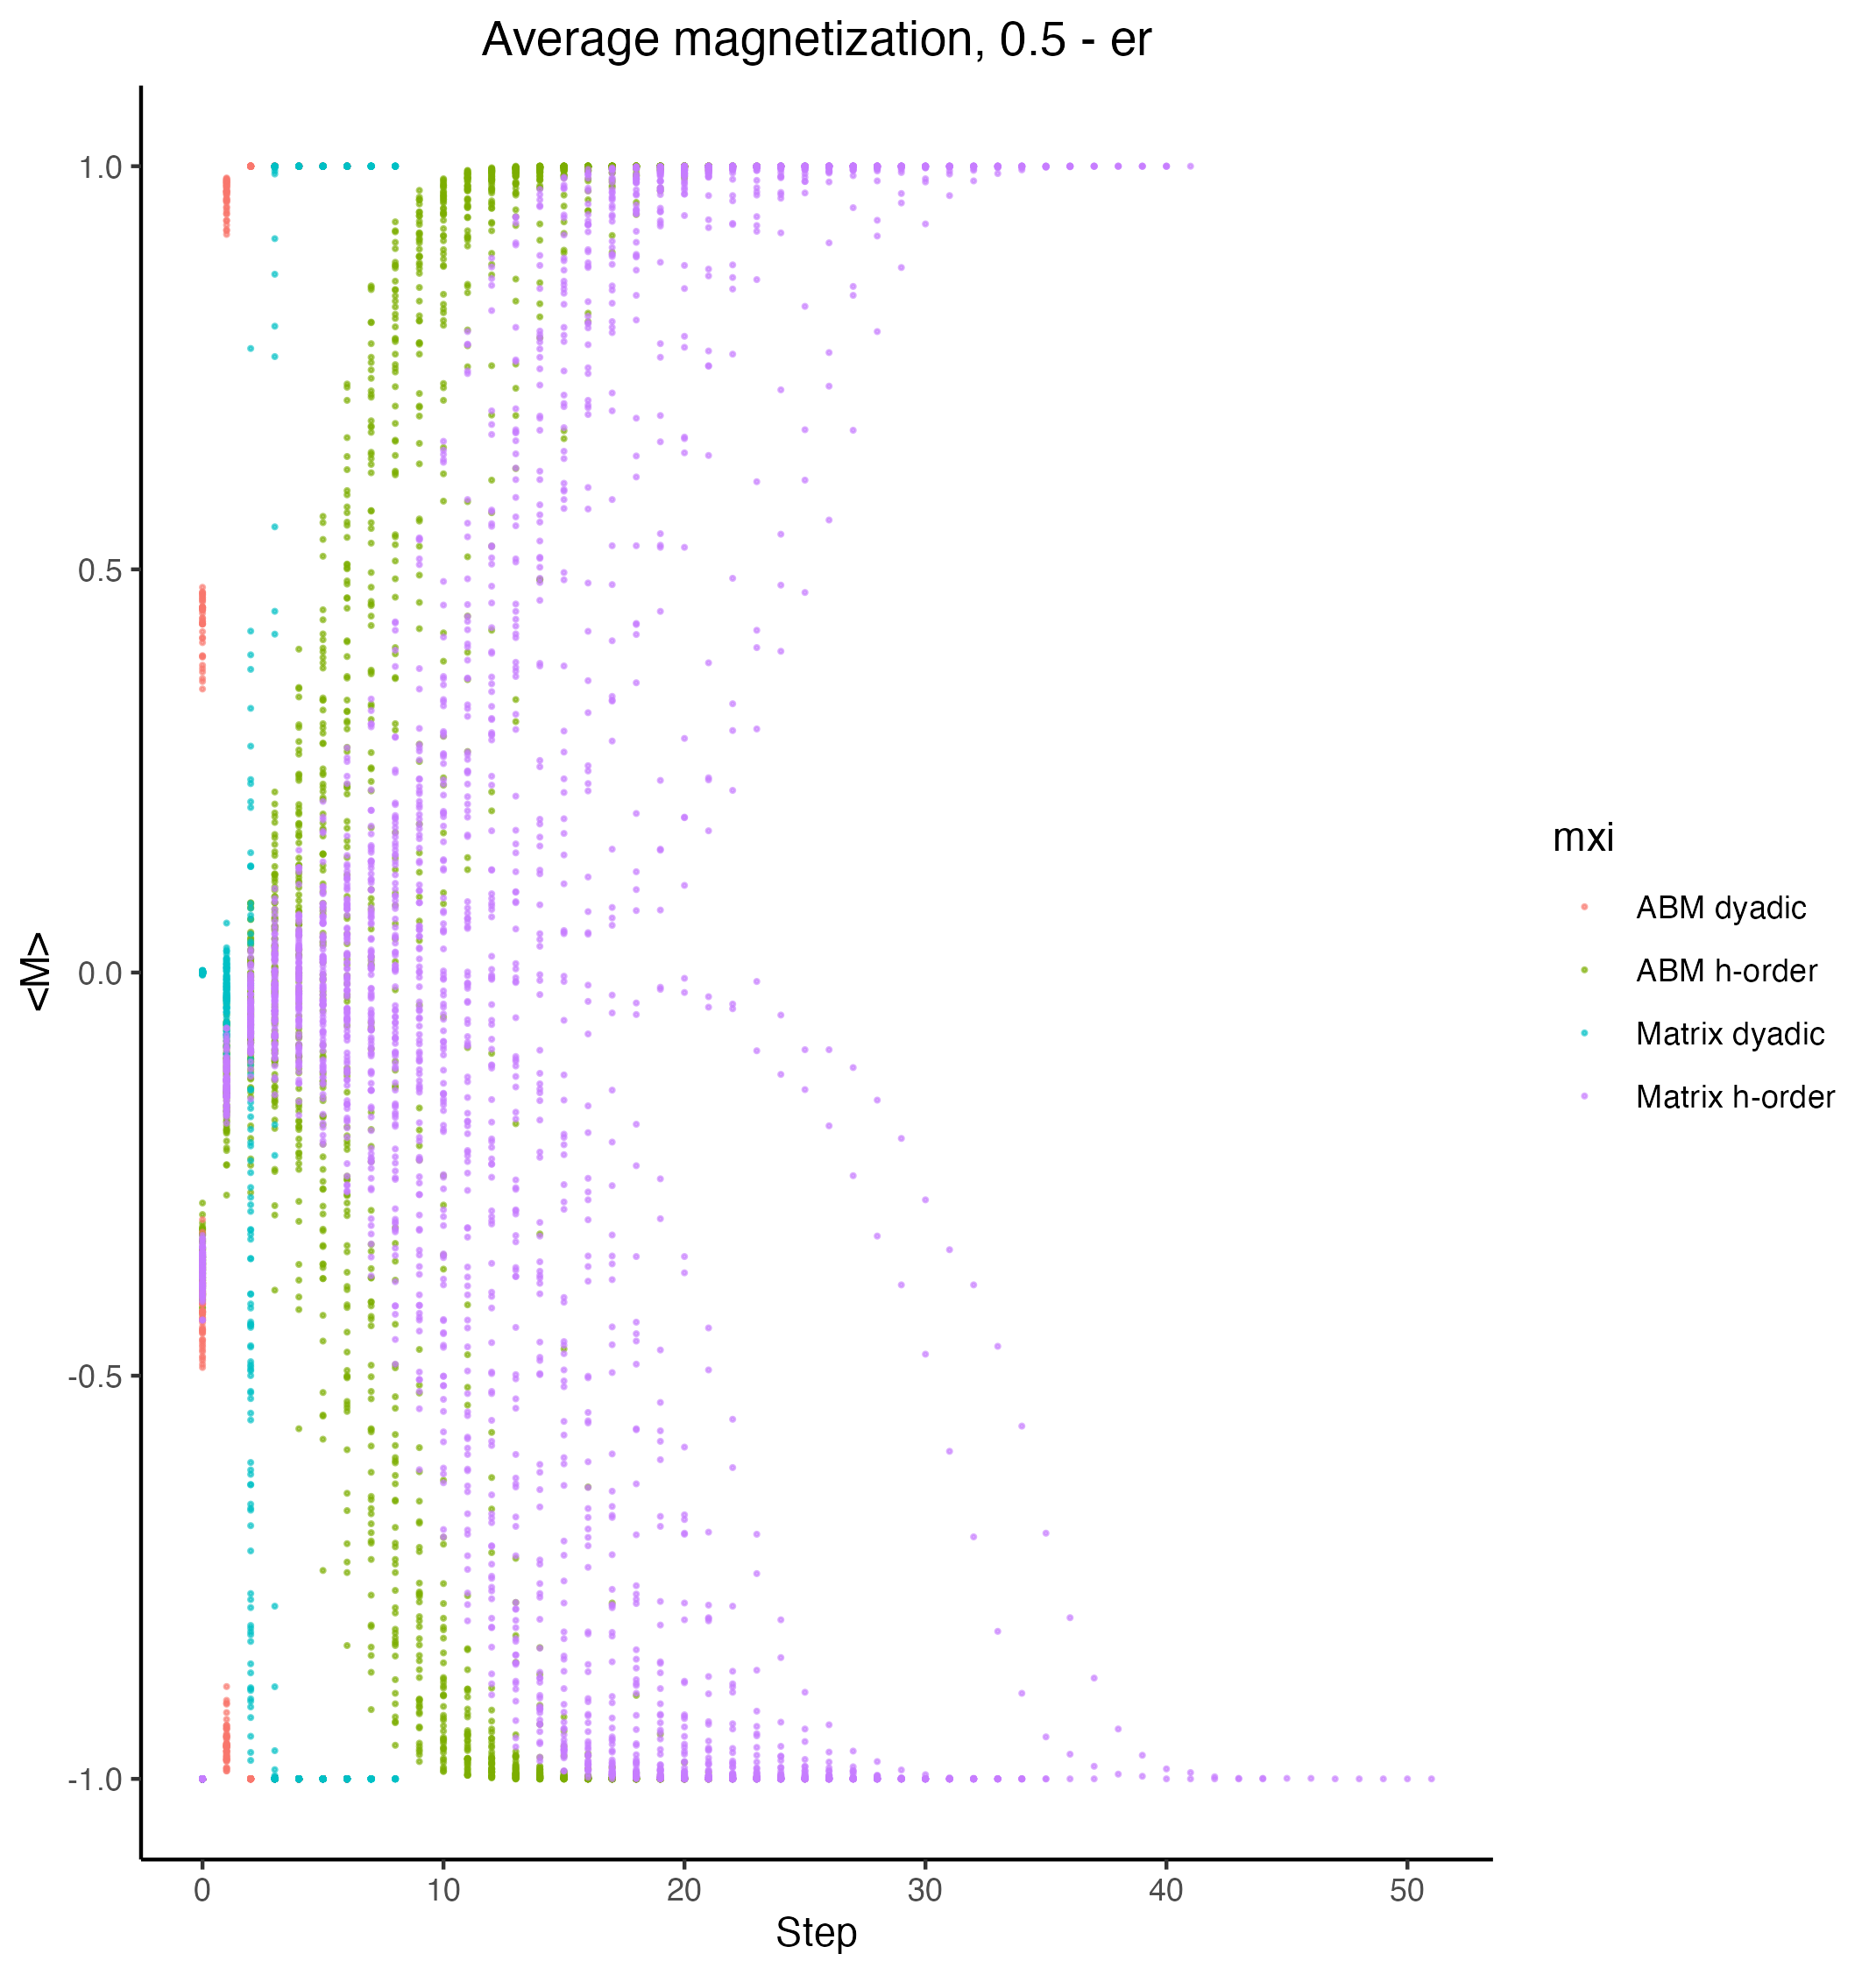 Average magnetization, 0.5 - er
<M>
1.0
0.5
0.0
-0.5
-1.0
0
10
20
30
40
50
Step
mxi
ABM dyadic
ABM h-order
Matrix dyadic
Matrix h-order